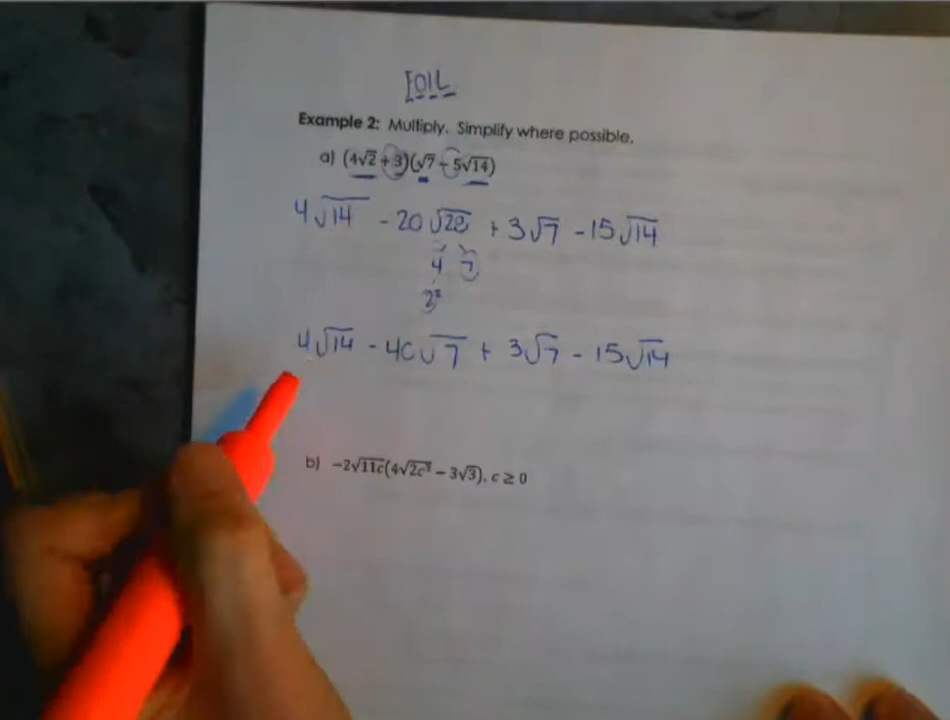 FOIL
Example 2: Multiply. Simplify where possible.
a) (4√2 + 3)(√7 − 5√14)
4√14 - 20√28 + 3√7 - 15√14
4 7
2²
4√14 - 40√7 + 3√7 - 15√14
b) −2√11c(4√2c³ − 3√3), c ≥ 0